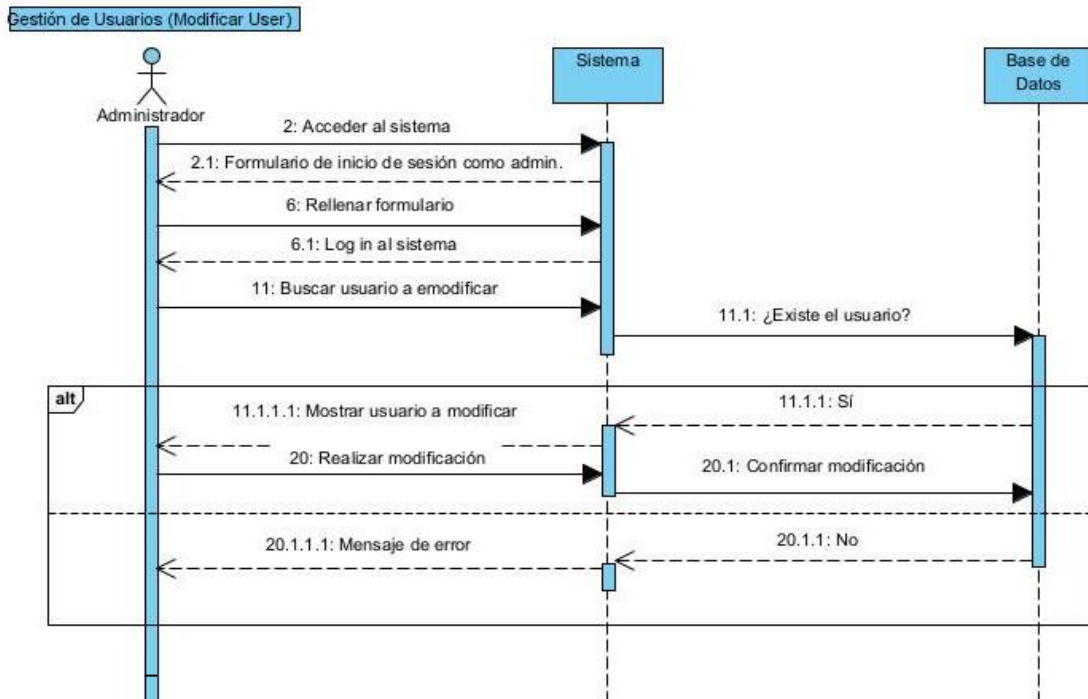 Gestión de Usuarios (Modificar User)
Sistema
Base de
Datos
Administrador
2: Acceder al sistema
2.1: Formulario de inicio de sesión como admin.
6: Rellenar formulario
6.1: Log in al sistema
11: Buscar usuario a emodificar
11.1: ¿Existe el usuario?
alt
11.1.1: Sí
11.1.1.1: Mostrar usuario a modificar
20: Realizar modificación
20.1: Confirmar modificación
20.1.1: No
20.1.1.1: Mensaje de error